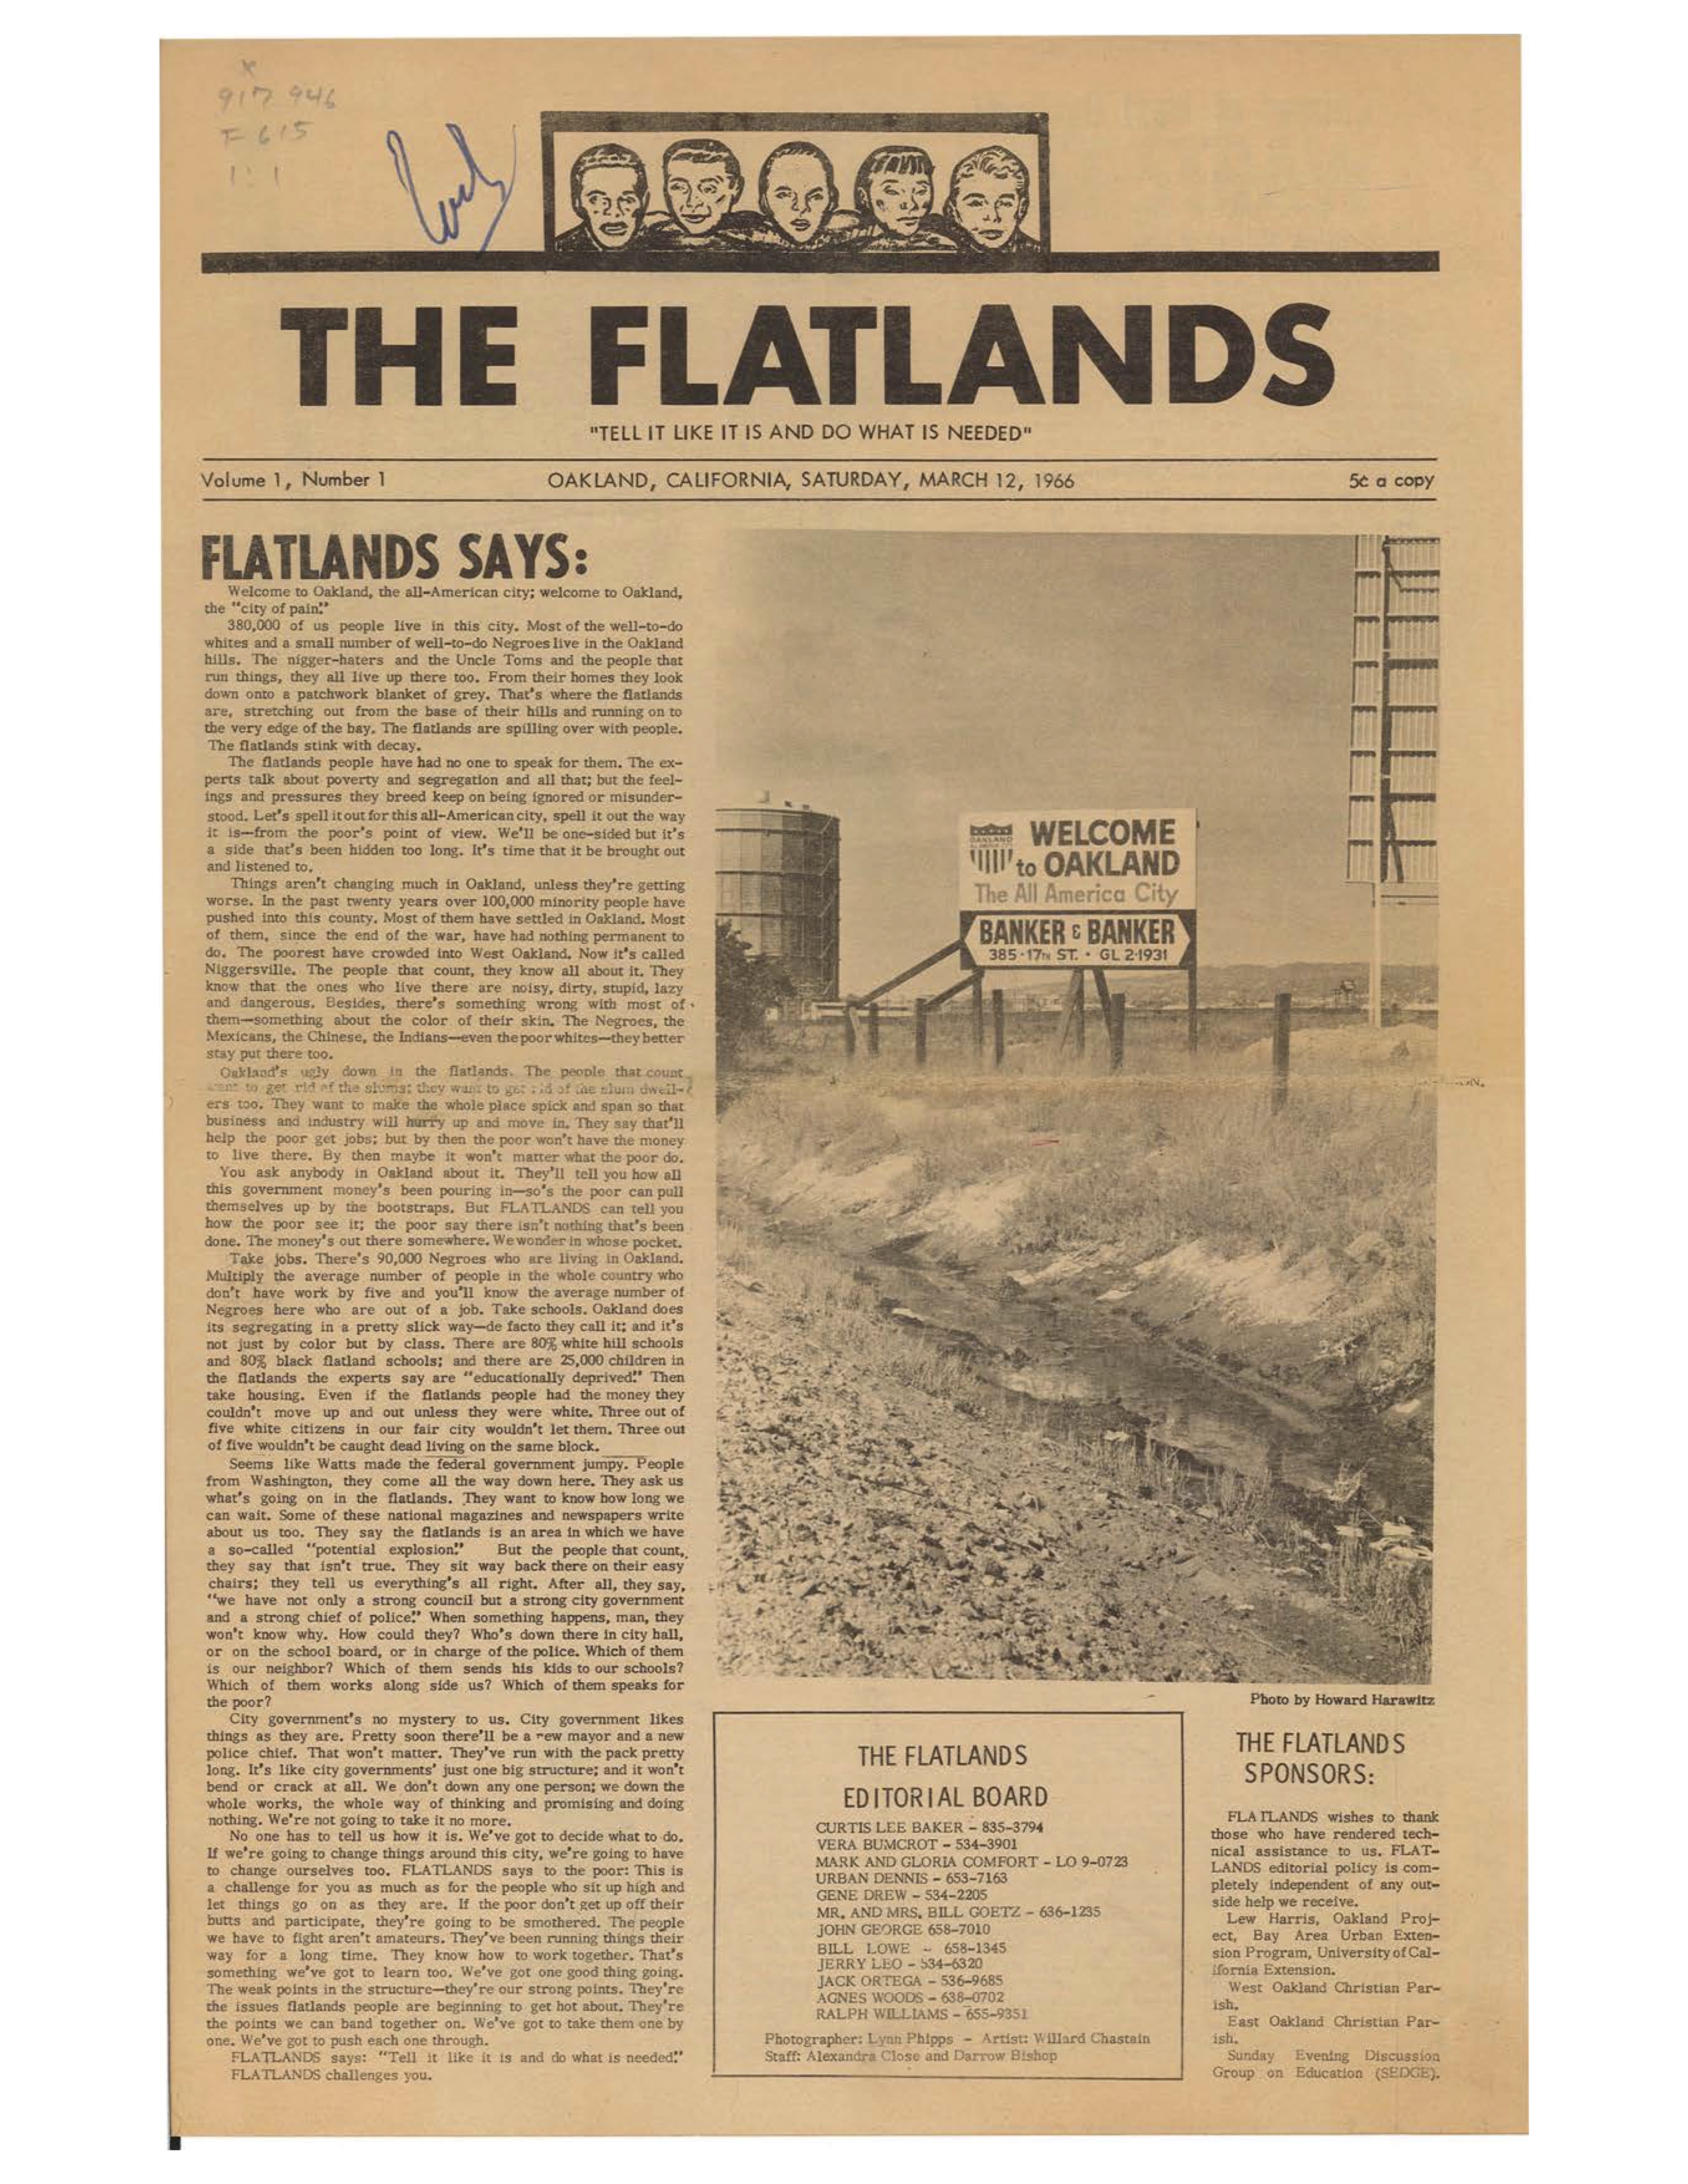 917 946
F 615
1:1
THE FLATLANDS
"TELL IT LIKE IT IS AND DO WHAT IS NEEDED"
Volume 1, Number 1 OAKLAND, CALIFORNIA, SATURDAY, MARCH 12, 1966 5¢ a copy
FLATLANDS SAYS:
Welcome to Oakland, the all-American city; welcome to Oakland,
the "city of pain."
380,000 of us people live in this city. Most of the well-to-do
whites and a small number of well-to-do Negroes live in the Oakland
hills. The nigger-haters and the Uncle Toms and the people that
run things, they all live up there too. From their homes they look
down onto a patchwork blanket of grey. That's where the flatlands
are, stretching out from the base of their hills and running on to
the very edge of the bay. The flatlands are spilling over with people.
The flatlands stink with decay.
The flatlands people have had no one to speak for them. The ex-
perts talk about poverty and segregation and all that; but the feel-
ings and pressures they breed keep on being ignored or misunder-
stood. Let's spell it out for this all-American city, spell it out the way
it is—from the poor's point of view. We'll be one-sided but it's
a side that's been hidden too long. It's time that it be brought out
and listened to.
Things aren't changing much in Oakland, unless they're getting
worse. In the past twenty years over 100,000 minority people have
pushed into this county. Most of them have settled in Oakland. Most
of them, since the end of the war, have had nothing permanent to
do. The poorest have crowded into West Oakland. Now it's called
Niggersville. The people that count, they know all about it. They
know that the ones who live there are noisy, dirty, stupid, lazy
and dangerous. Besides, there's something wrong with most of
them—something about the color of their skin. The Negroes, the
Mexicans, the Chinese, the Indians—even the poor whites—they better
stay put there too.
Oakland's ugly down in the flatlands. The people that count
want to get rid of the slums; they want to get rid of the slum dwell-
ers too. They want to make the whole place spick and span so that
business and industry will hurry up and move in. They say that'll
help the poor get jobs; but by then the poor won't have the money
to live there. By then maybe it won't matter what the poor do.
You ask anybody in Oakland about it. They'll tell you how all
this government money's been pouring in—so's the poor can pull
themselves up by the bootstraps. But FLATLANDS can tell you
how the poor see it; the poor say there isn't nothing that's been
done. The money's out there somewhere. We wonder in whose pocket.
Take jobs. There's 90,000 Negroes who are living in Oakland.
Multiply the average number of people in the whole country who
don't have work by five and you'll know the average number of
Negroes here who are out of a job. Take schools. Oakland does
its segregating in a pretty slick way—de facto they call it; and it's
not just by color but by class. There are 80% white hill schools
and 80% black flatland schools; and there are 25,000 children in
the flatlands the experts say are "educationally deprived." Then
take housing. Even if the flatlands people had the money they
couldn't move up and out unless they were white. Three out of
five white citizens in our fair city wouldn't let them. Three out
of five wouldn't be caught dead living on the same block.
Seems like Watts made the federal government jumpy. People
from Washington, they come all the way down here. They ask us
what's going on in the flatlands. They want to know how long we
can wait. Some of these national magazines and newspapers write
about us too. They say the flatlands is an area in which we have
a so-called "potential explosion." But the people that count,
they say that isn't true. They sit way back there on their easy
chairs; they tell us everything's all right. After all, they say,
"we have not only a strong council but a strong city government
and a strong chief of police." When something happens, man, they
won't know why. How could they? Who's down there in city hall,
or on the school board, or in charge of the police. Which of them
is our neighbor? Which of them sends his kids to our schools?
Which of them works along side us? Which of them speaks for
the poor?
City government's no mystery to us. City government likes
things as they are. Pretty soon there'll be a new mayor and a new
police chief. That won't matter. They've run with the pack pretty
long. It's like city governments' just one big structure; and it won't
bend or crack at all. We don't down any one person; we down the
whole works, the whole way of thinking and promising and doing
nothing. We're not going to take it no more.
No one has to tell us how it is. We've got to decide what to do.
If we're going to change things around this city, we're going to have
to change ourselves too. FLATLANDS says to the poor: This is
a challenge for you as much as for the people who sit up high and
let things go on as they are. If the poor don't get up off their
butts and participate, they're going to be smothered. The people
we have to fight aren't amateurs. They've been running things their
way for a long time. They know how to work together. That's
something we've got to learn too. We've got one good thing going.
The weak points in the structure—they're our strong points. They're
the issues flatlands people are beginning to get hot about. They're
the points we can band together on. We've got to take them one by
one. We've got to push each one through.
FLATLANDS says: "Tell it like it is and do what is needed."
FLATLANDS challenges you.
WELCOME
to OAKLAND
The All America City
BANKER & BANKER
385-17TH ST. • GL 2-1931
Photo by Howard Harawitz
THE FLATLANDS
EDITORIAL BOARD
CURTIS LEE BAKER - 835-3794
VERA BUMCROT - 534-3901
MARK AND GLORIA COMFORT - LO 9-0723
URBAN DENNIS - 653-7163
GENE DREW - 534-2205
MR. AND MRS. BILL GOETZ - 636-1235
JOHN GEORGE 658-7010
BILL LOWE - 658-1345
JERRY LEO - 534-6320
JACK ORTEGA - 536-9685
AGNES WOODS - 638-0702
RALPH WILLIAMS - 655-9351
Photographer: Lynn Phipps - Artist: Willard Chastain
Staff: Alexandra Close and Darrow Bishop
THE FLATLANDS
SPONSORS:
FLATLANDS wishes to thank
those who have rendered tech-
nical assistance to us. FLAT-
LANDS editorial policy is com-
pletely independent of any out-
side help we receive.
Lew Harris, Oakland Proj-
ect, Bay Area Urban Exten-
sion Program, University of Cal-
ifornia Extension.
West Oakland Christian Par-
ish.
East Oakland Christian Par-
ish.
Sunday Evening Discussion
Group on Education (SEDGE).